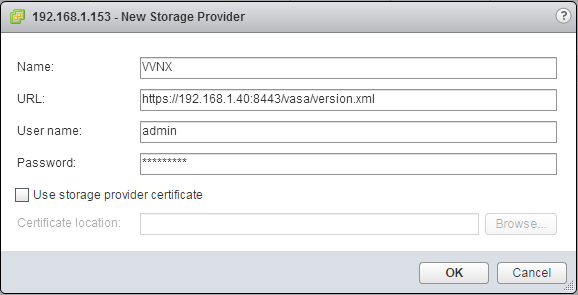 192.168.1.153 - New Storage Provider ?
Name: VVNX
URL: https://192.168.1.40:8443/vasa/version.xml
User name: admin
Password: *********
Use storage provider certificate
Certificate location: Browse...
OK Cancel